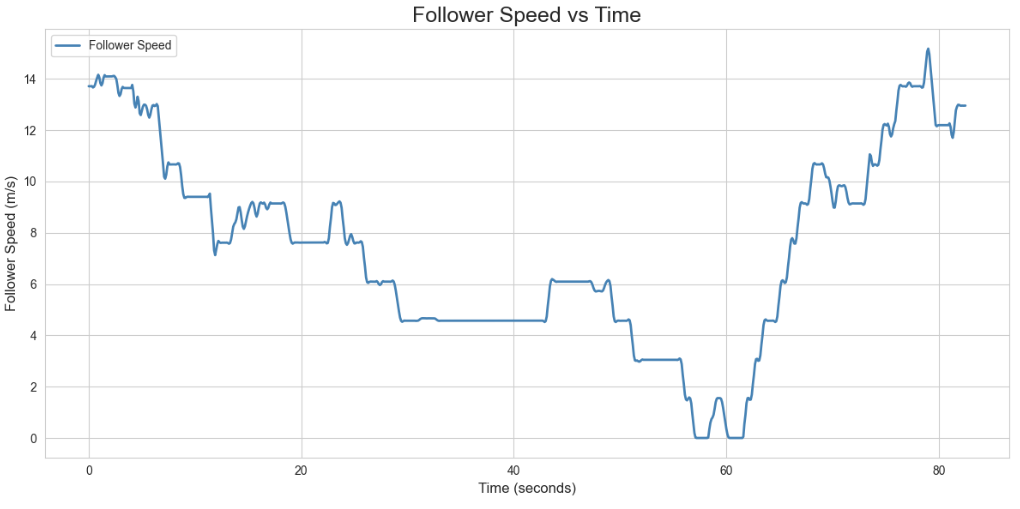 Follower Speed vs Time
Follower Speed
14
12
10
8
6
4
2
0
Follower Speed (m/s)
0 20 40 60 80
Time (seconds)